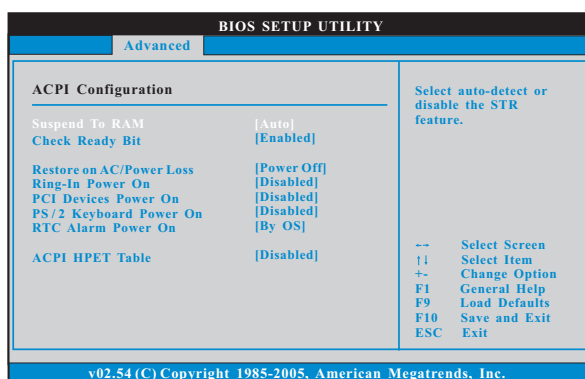 BIOS SETUP UTILITY
Advanced
ACPI Configuration
Suspend To RAM [Auto]
Check Ready Bit [Enabled]
Restore on AC/Power Loss [Power Off]
Ring-In Power On [Disabled]
PCI Devices Power On [Disabled]
PS/2 Keyboard Power On [Disabled]
RTC Alarm Power On [By OS]
ACPI HPET Table [Disabled]
Select auto-detect or
disable the STR
feature.
←→ Select Screen
↑↓ Select Item
+- Change Option
F1 General Help
F9 Load Defaults
F10 Save and Exit
ESC Exit
v02.54 (C) Copyright 1985-2005, American Megatrends, Inc.